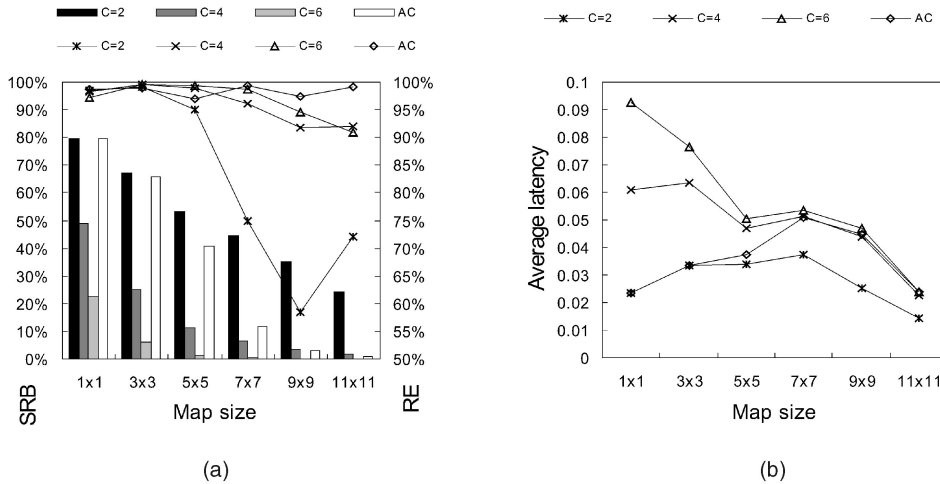 C=2 C=4 C=6 AC
C=2 C=4 C=6 AC
100%
90%
80%
70%
60%
50%
40%
30%
20%
10%
0%
100%
95%
90%
85%
80%
75%
70%
65%
60%
55%
50%
SRB
RE
1x1 3x3 5x5 7x7 9x9 11x11
Map size
(a)
C=2 C=4 C=6 AC
0.1
0.09
0.08
0.07
0.06
0.05
0.04
0.03
0.02
0.01
0
Average latency
1x1 3x3 5x5 7x7 9x9 11x11
Map size
(b)